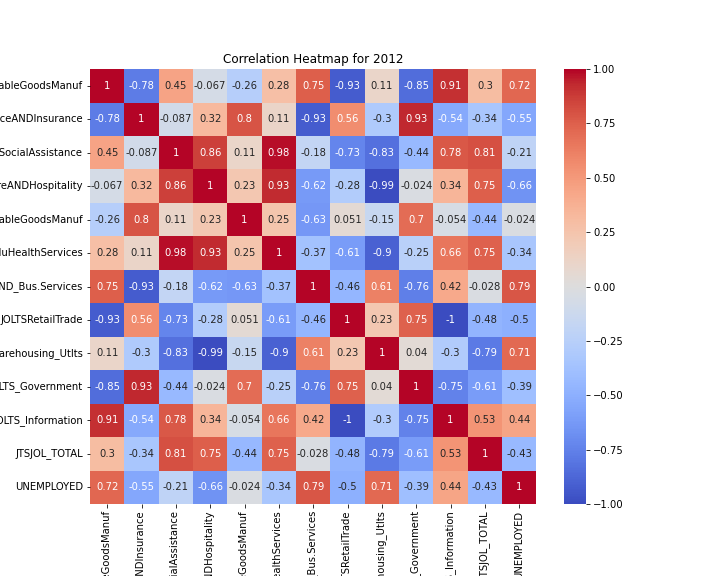 Correlation Heatmap for 2012
ableGoodsManuf 1 -0.78 0.45 -0.067 -0.26 0.28 0.75 -0.93 0.11 -0.85 0.91 0.3 0.72
ceANDInsurance -0.78 1 -0.087 0.32 0.8 0.11 -0.93 0.56 -0.3 0.93 -0.54 -0.34 -0.55
SocialAssistance 0.45 -0.087 1 0.86 0.11 0.98 -0.18 -0.73 -0.83 -0.44 0.78 0.81 -0.21
reANDHospitality -0.067 0.32 0.86 1 0.23 0.93 -0.62 -0.28 -0.99 -0.024 0.34 0.75 -0.66
ableGoodsManuf -0.26 0.8 0.11 0.23 1 0.25 -0.63 0.051 -0.15 0.7 -0.054 -0.44 -0.024
duHealthServices 0.28 0.11 0.98 0.93 0.25 1 -0.37 -0.61 -0.9 -0.25 0.66 0.75 -0.34
ND_Bus.Services 0.75 -0.93 -0.18 -0.62 -0.63 -0.37 1 -0.46 0.61 -0.76 0.42 -0.028 0.79
JOLTSRetailTrade -0.93 0.56 -0.73 -0.28 0.051 -0.61 -0.46 1 0.23 0.75 -1 -0.48 -0.5
arehousing_Utlts 0.11 -0.3 -0.83 -0.99 -0.15 -0.9 0.61 0.23 1 0.04 -0.3 -0.79 0.71
LTS_Government -0.85 0.93 -0.44 -0.024 0.7 -0.25 -0.76 0.75 0.04 1 -0.75 -0.61 -0.39
OLTS_Information 0.91 -0.54 0.78 0.34 -0.054 0.66 0.42 -1 -0.3 -0.75 1 0.53 0.44
JTSJOL_TOTAL 0.3 -0.34 0.81 0.75 -0.44 0.75 -0.028 -0.48 -0.79 -0.61 0.53 1 -0.43
UNEMPLOYED 0.72 -0.55 -0.21 -0.66 -0.024 -0.34 0.79 -0.5 0.71 -0.39 0.44 -0.43 1
eGoodsManuf
NDInsurance
cialAssistance
NDHospitality
eGoodsManuf
ealthServices
Bus.Services
TSRetailTrade
housing_Utlts
_Government
_Information
TSJOL_TOTAL
UNEMPLOYED
1.00
0.75
0.50
0.25
0.00
−0.25
−0.50
−0.75
−1.00